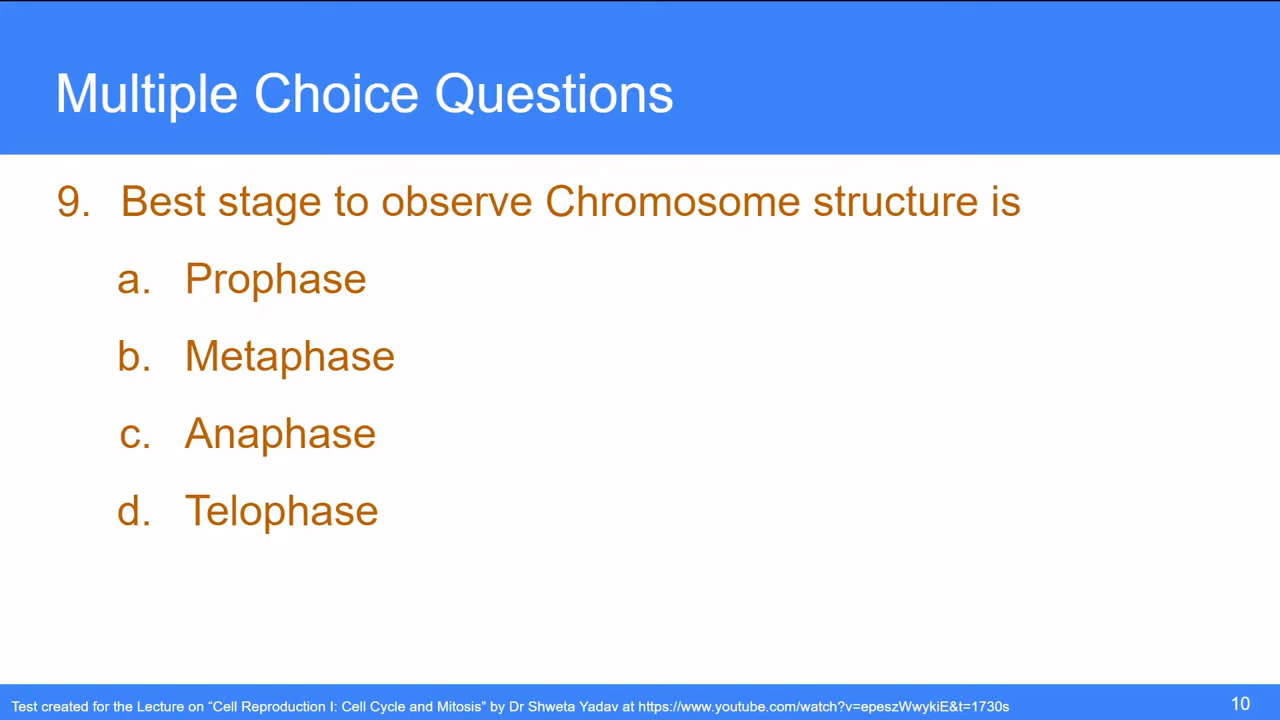 Multiple Choice Questions
9. Best stage to observe Chromosome structure is
a. Prophase
b. Metaphase
c. Anaphase
d. Telophase
Test created for the Lecture on “Cell Reproduction I: Cell Cycle and Mitosis” by Dr Shweta Yadav at https://www.youtube.com/watch?v=epeszWwykiE&t=1730s
10